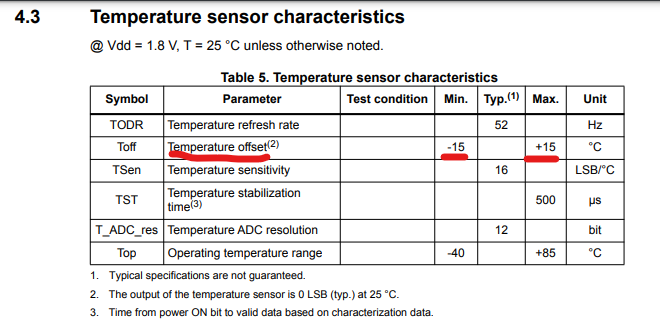 4.3 Temperature sensor characteristics
@ Vdd = 1.8 V, T = 25 °C unless otherwise noted.
Table 5. Temperature sensor characteristics
Symbol Parameter Test condition Min. Typ.(1) Max. Unit
TODR Temperature refresh rate 52 Hz
Toff Temperature offset(2) -15 +15 °C
TSen Temperature sensitivity 16 LSB/°C
TST Temperature stabilization
time(3) 500 µs
T_ADC_res Temperature ADC resolution 12 bit
Top Operating temperature range -40 +85 °C
1. Typical specifications are not guaranteed.
2. The output of the temperature sensor is 0 LSB (typ.) at 25 °C.
3. Time from power ON bit to valid data based on characterization data.